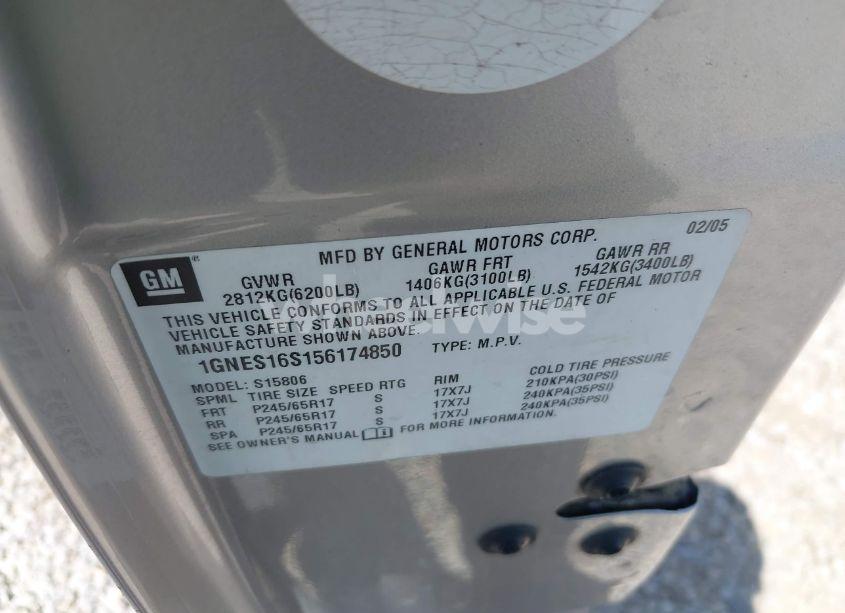 02/05
MFD BY GENERAL MOTORS CORP.
GM®
GVWR GAWR FRT GAWR RR
2812KG(6200LB) 1406KG(3100LB) 1542KG(3400LB)
THIS VEHICLE CONFORMS TO ALL APPLICABLE U.S. FEDERAL MOTOR
VEHICLE SAFETY STANDARDS IN EFFECT ON THE DATE OF
MANUFACTURE SHOWN ABOVE.
1GNES16S156174850 TYPE: M.P.V.
MODEL: S15806
SPML TIRE SIZE SPEED RTG RIM COLD TIRE PRESSURE
FRT P245/65R17 S 17X7J 210KPA(30PSI)
RR P245/65R17 S 17X7J 240KPA(35PSI)
SPA P245/65R17 S 17X7J 240KPA(35PSI)
SEE OWNER'S MANUAL FOR MORE INFORMATION.
wheelwise